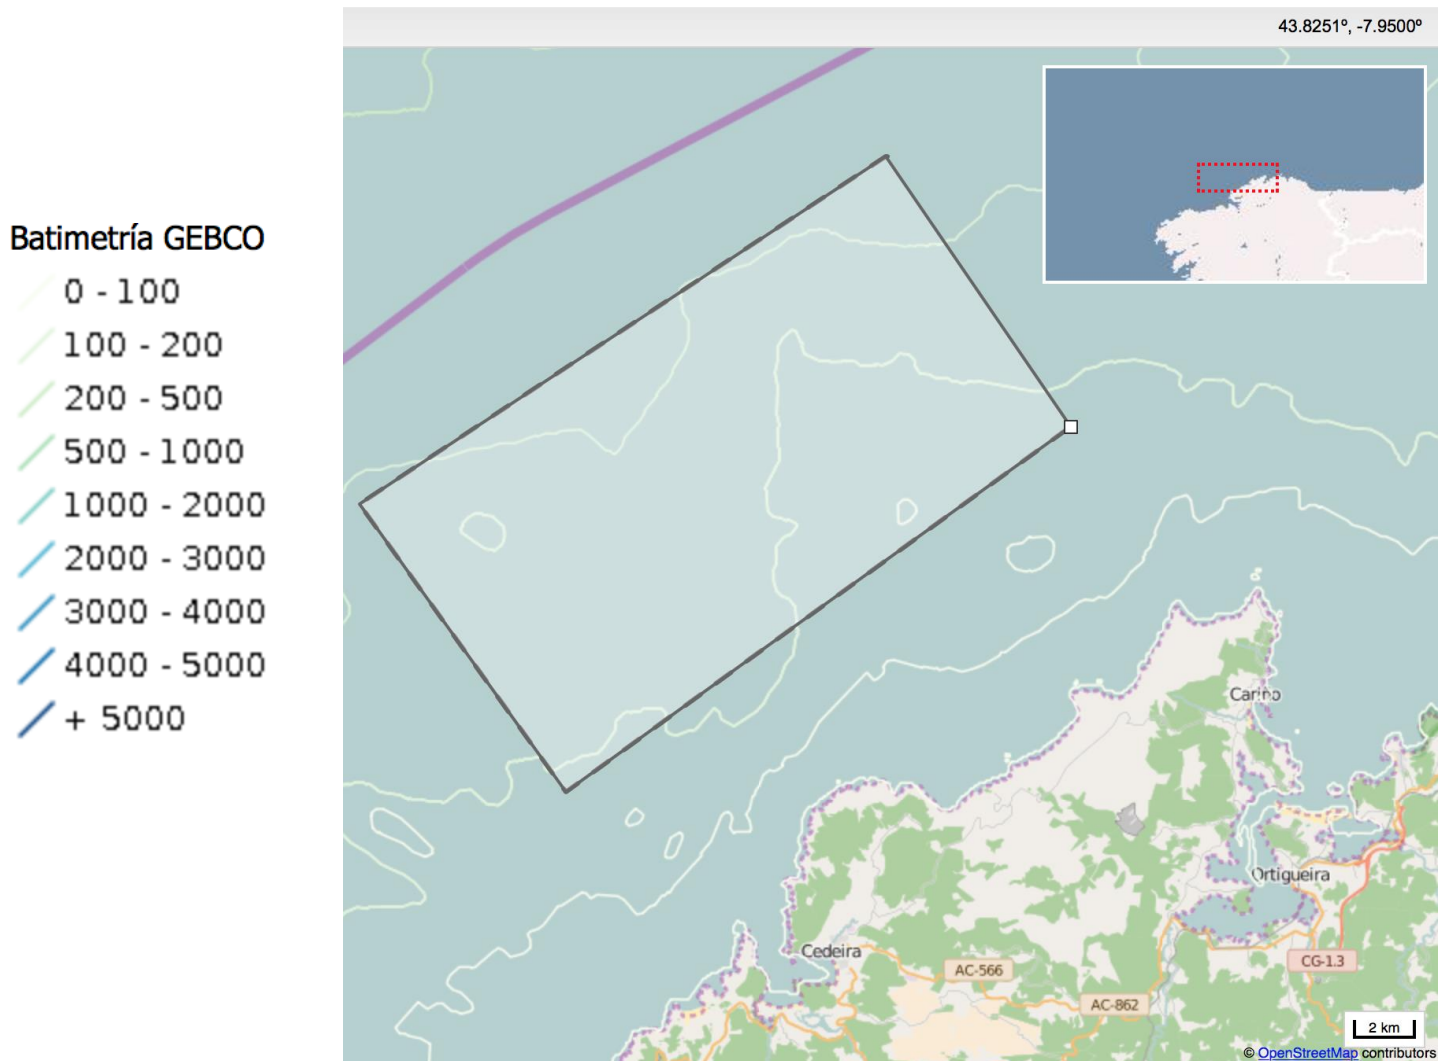 43.8251º, -7.9500º
Batimetría GEBCO
0 - 100
100 - 200
200 - 500
500 - 1000
1000 - 2000
2000 - 3000
3000 - 4000
4000 - 5000
+ 5000
Carino
Ortigueira
Cedeira
AC-566
CG-1.3
AC-862
2 km
© OpenStreetMap contributors